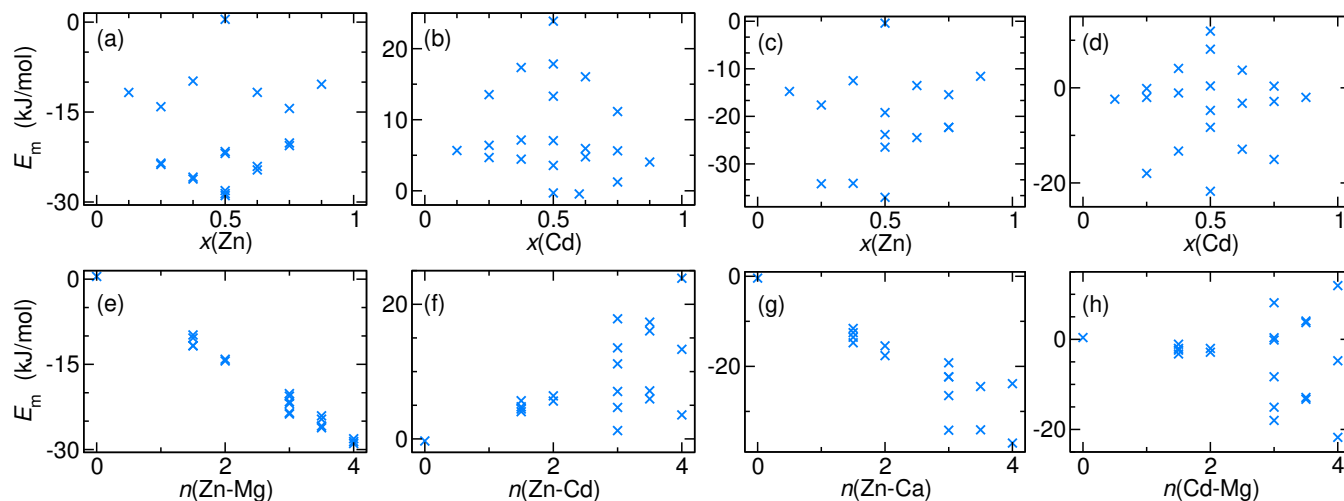 0
-15
-30
E_m (kJ/mol)
(a)
0 0.5 1
x(Zn)
20
10
0
(b)
0 0.5 1
x(Cd)
0
-10
-20
-30
(c)
0 0.5 1
x(Zn)
0
-20
(d)
0 0.5 1
x(Cd)
0
-15
-30
E_m (kJ/mol)
(e)
0 2 4
n(Zn-Mg)
20
0
(f)
0 2 4
n(Zn-Cd)
0
-20
(g)
0 2 4
n(Zn-Ca)
0
-20
(h)
0 2 4
n(Cd-Mg)